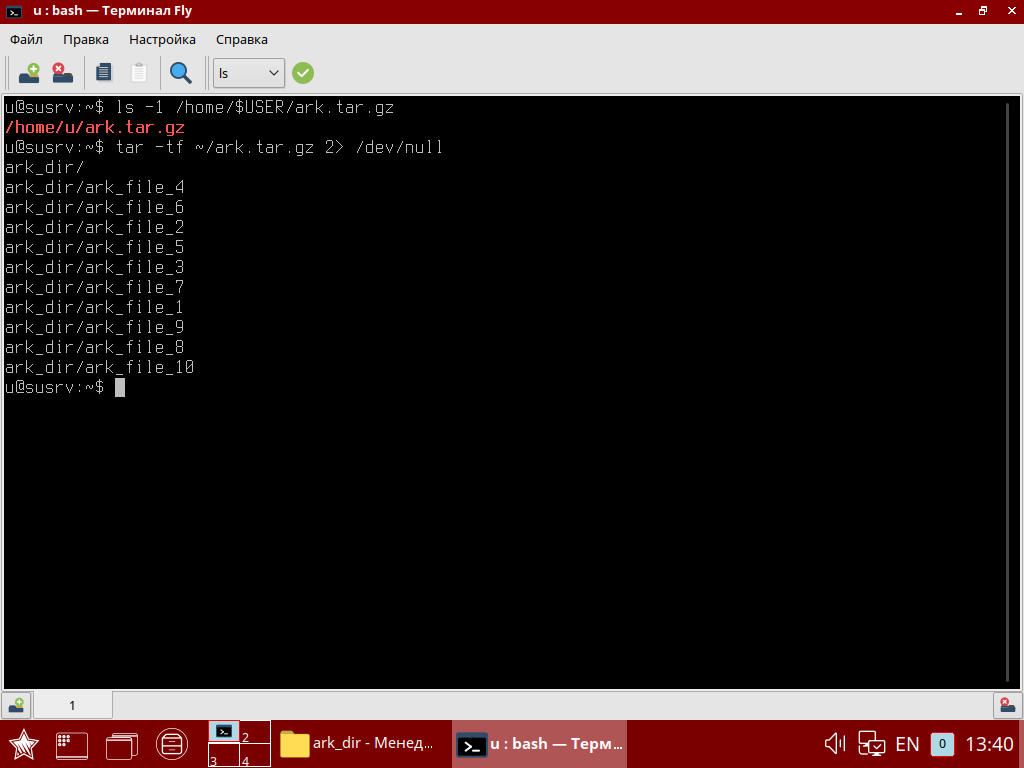 u : bash — Терминал Fly
Файл Правка Настройка Справка
ls
u@susrv:~$ ls -1 /home/$USER/ark.tar.gz
/home/u/ark.tar.gz
u@susrv:~$ tar -tf ~/ark.tar.gz 2> /dev/null
ark_dir/
ark_dir/ark_file_4
ark_dir/ark_file_6
ark_dir/ark_file_2
ark_dir/ark_file_5
ark_dir/ark_file_3
ark_dir/ark_file_7
ark_dir/ark_file_1
ark_dir/ark_file_9
ark_dir/ark_file_8
ark_dir/ark_file_10
u@susrv:~$
1
2
3 4
ark_dir - Менед...
u : bash — Терм...
EN 0 13:40